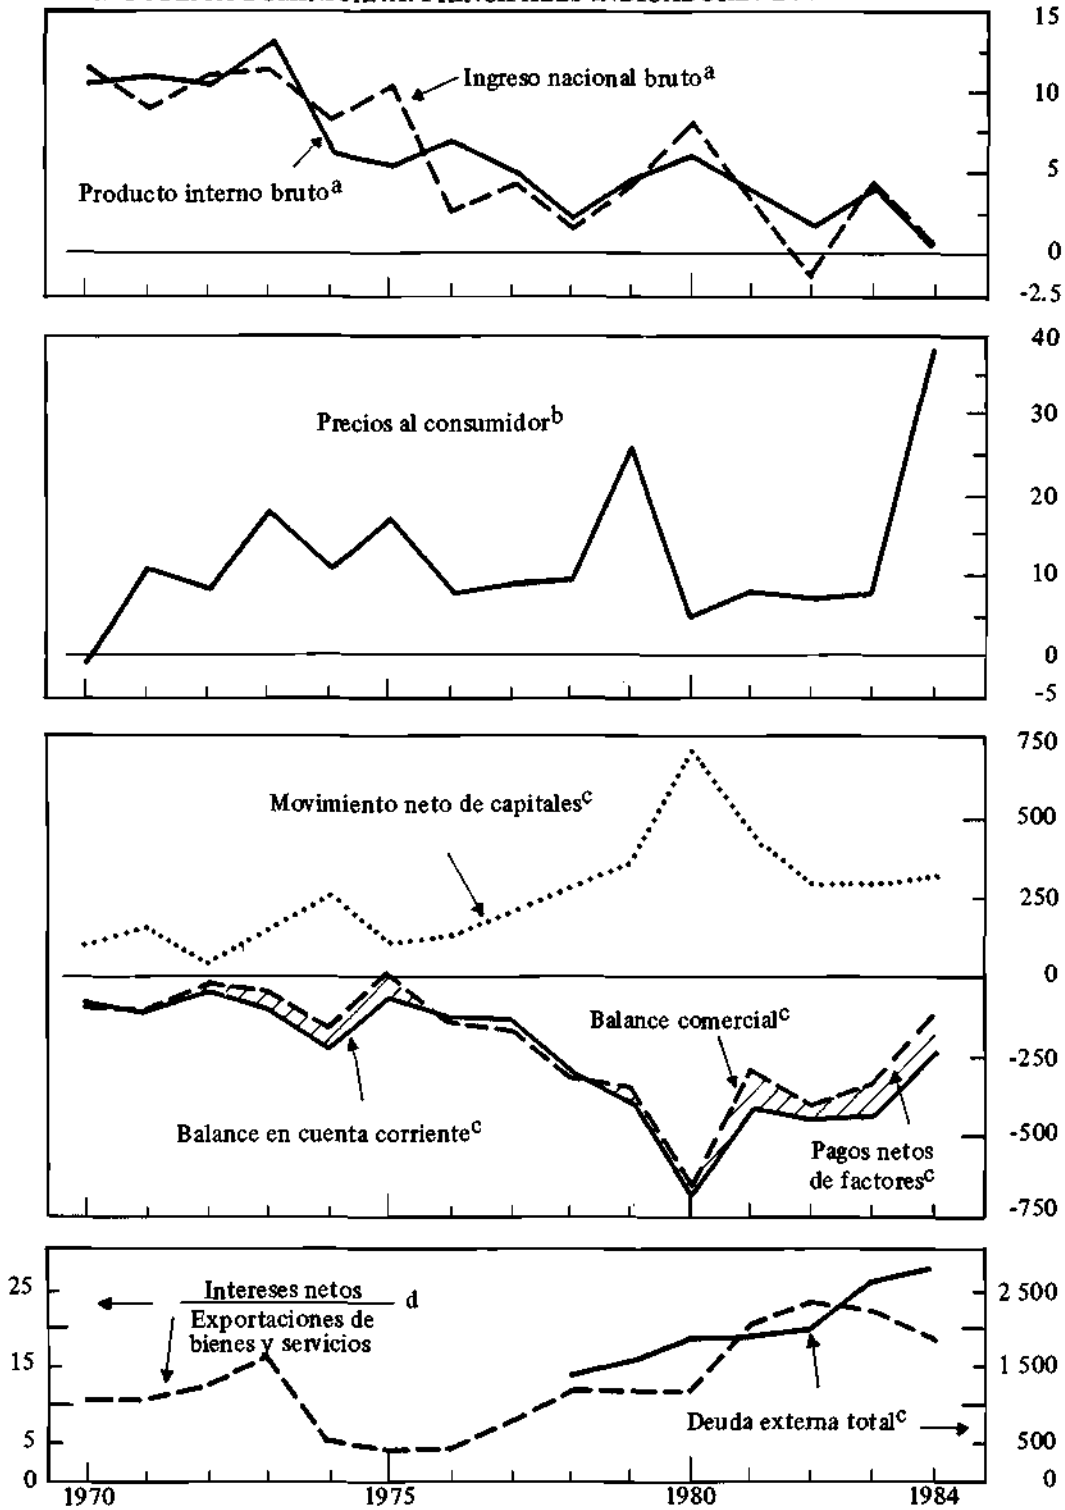 15
Ingreso nacional bruto a
10
Producto interno bruto a
5
0
-2.5
40
Precios al consumidor b
30
20
10
0
-5
750
Movimiento neto de capitales c
500
250
0
Balance comercial c
-250
Balance en cuenta corriente c
-500
Pagos netos
de factores c
-750
25
Intereses netos
d
Exportaciones de
bienes y servicios
2 500
15
1 500
Deuda externa total c
5
500
0
0
1970
1975
1980
1984